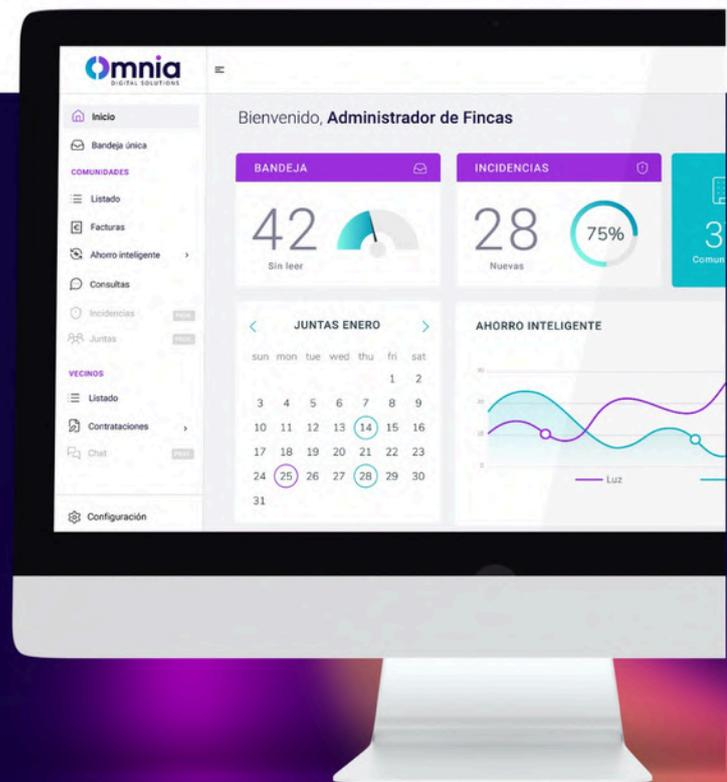 Omnia
DIGITAL SOLUTIONS
Inicio
Bandeja única
COMUNIDADES
Listado
Facturas
Ahorro inteligente
Consultas
Incidencias
Juntas
VECINOS
Listado
Contrataciones
Chat
Configuración
Bienvenido, Administrador de Fincas
BANDEJA
42
Sin leer
INCIDENCIAS
28
75%
Nuevas
3
Comun
JUNTAS ENERO
sun mon tue wed thu fri sat
1 2
3 4 5 6 7 8 9
10 11 12 13 14 15 16
17 18 19 20 21 22 23
24 25 26 27 28 29 30
31
AHORRO INTELIGENTE
30
20
0
Luz